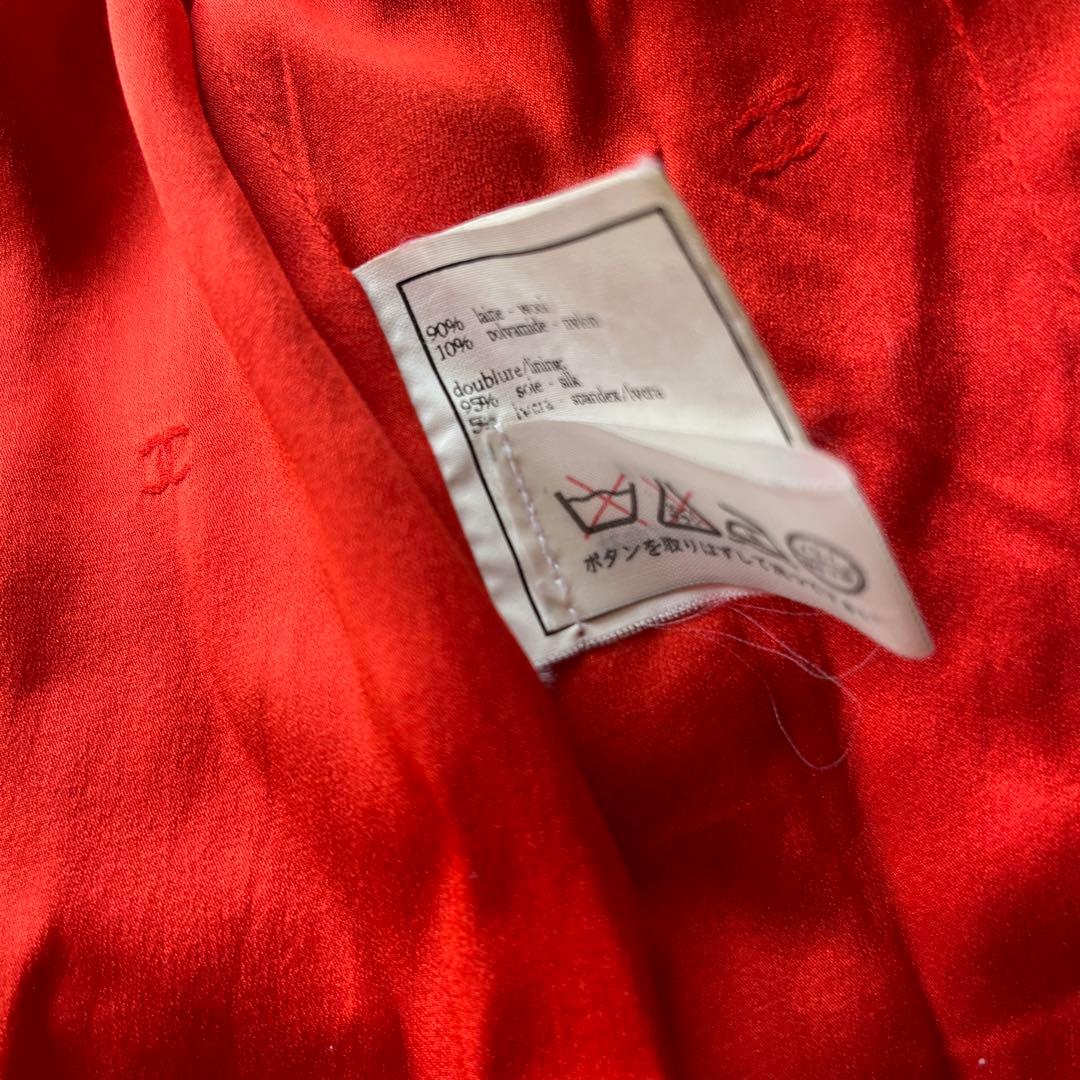 90% laine - wool
10% polyamide - nylon
doublure/lining:
95% soie - silk
5% lycra - spandex/lycra
ボタンを取りはずして